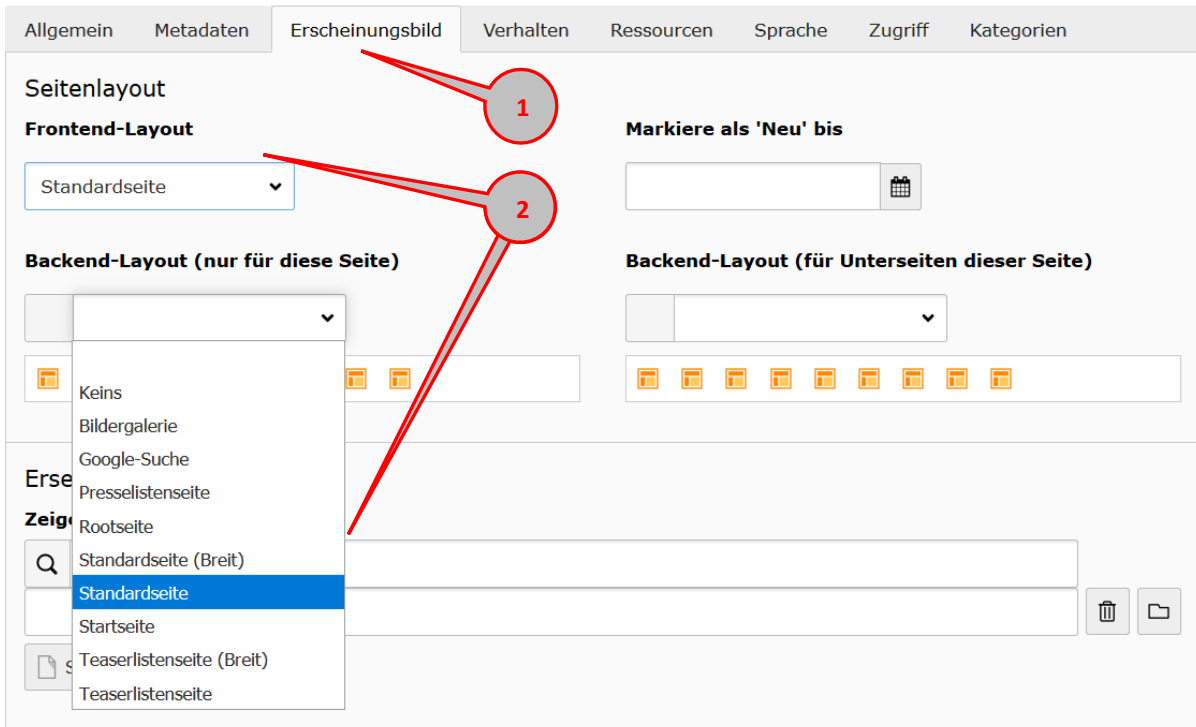 Allgemein Metadaten Erscheinungsbild Verhalten Ressourcen Sprache Zugriff Kategorien
Seitenlayout
1
Frontend-Layout
Markiere als 'Neu' bis
Standardseite
2
Backend-Layout (nur für diese Seite)
Backend-Layout (für Unterseiten dieser Seite)
Keins
Bildergalerie
Google-Suche
Presselistenseite
Rootseite
Standardseite (Breit)
Standardseite
Startseite
Teaserlistenseite (Breit)
Teaserlistenseite